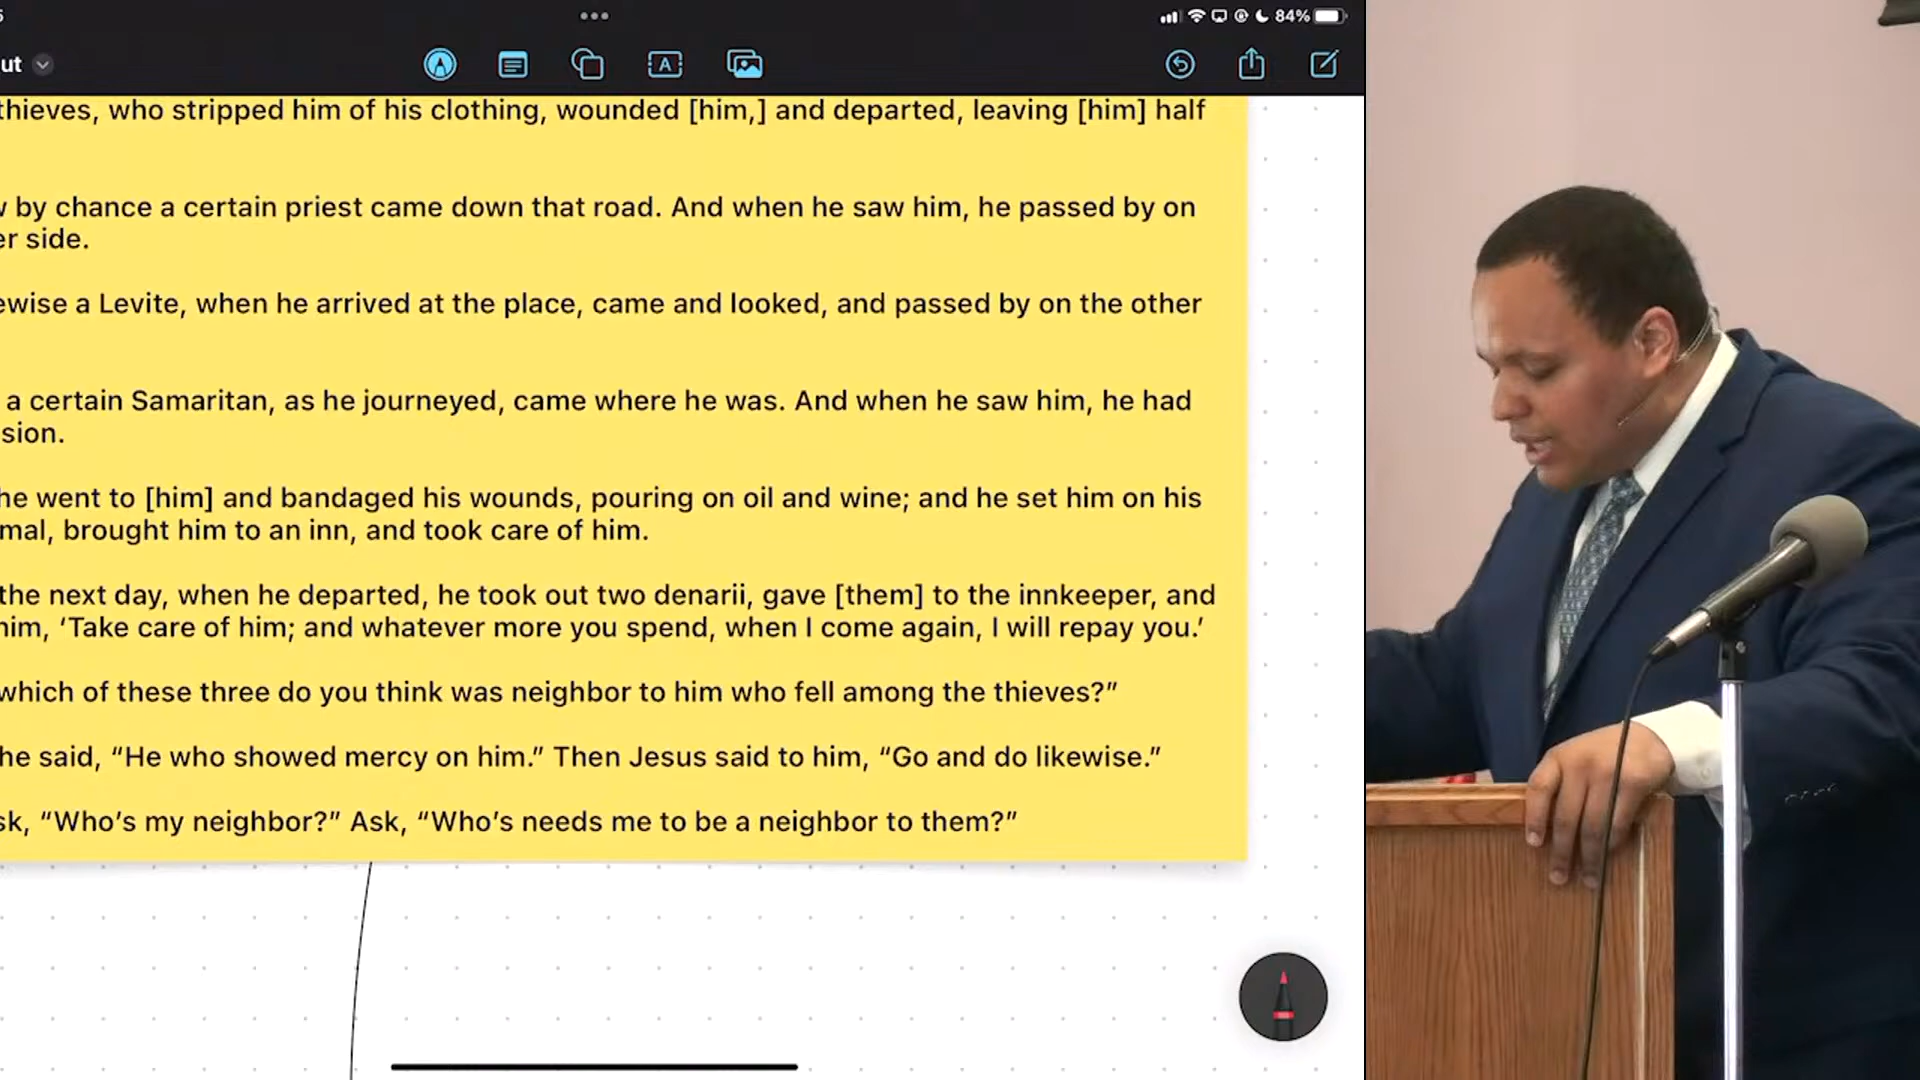 ut
84%
A
thieves, who stripped him of his clothing, wounded [him,] and departed, leaving [him] half
by chance a certain priest came down that road. And when he saw him, he passed by on
er side.
ewise a Levite, when he arrived at the place, came and looked, and passed by on the other
a certain Samaritan, as he journeyed, came where he was. And when he saw him, he had
sion.
he went to [him] and bandaged his wounds, pouring on oil and wine; and he set him on his
mal, brought him to an inn, and took care of him.
the next day, when he departed, he took out two denarii, gave [them] to the innkeeper, and
him, ‘Take care of him; and whatever more you spend, when I come again, I will repay you.’
which of these three do you think was neighbor to him who fell among the thieves?”
he said, “He who showed mercy on him.” Then Jesus said to him, “Go and do likewise.”
sk, “Who’s my neighbor?” Ask, “Who’s needs me to be a neighbor to them?”